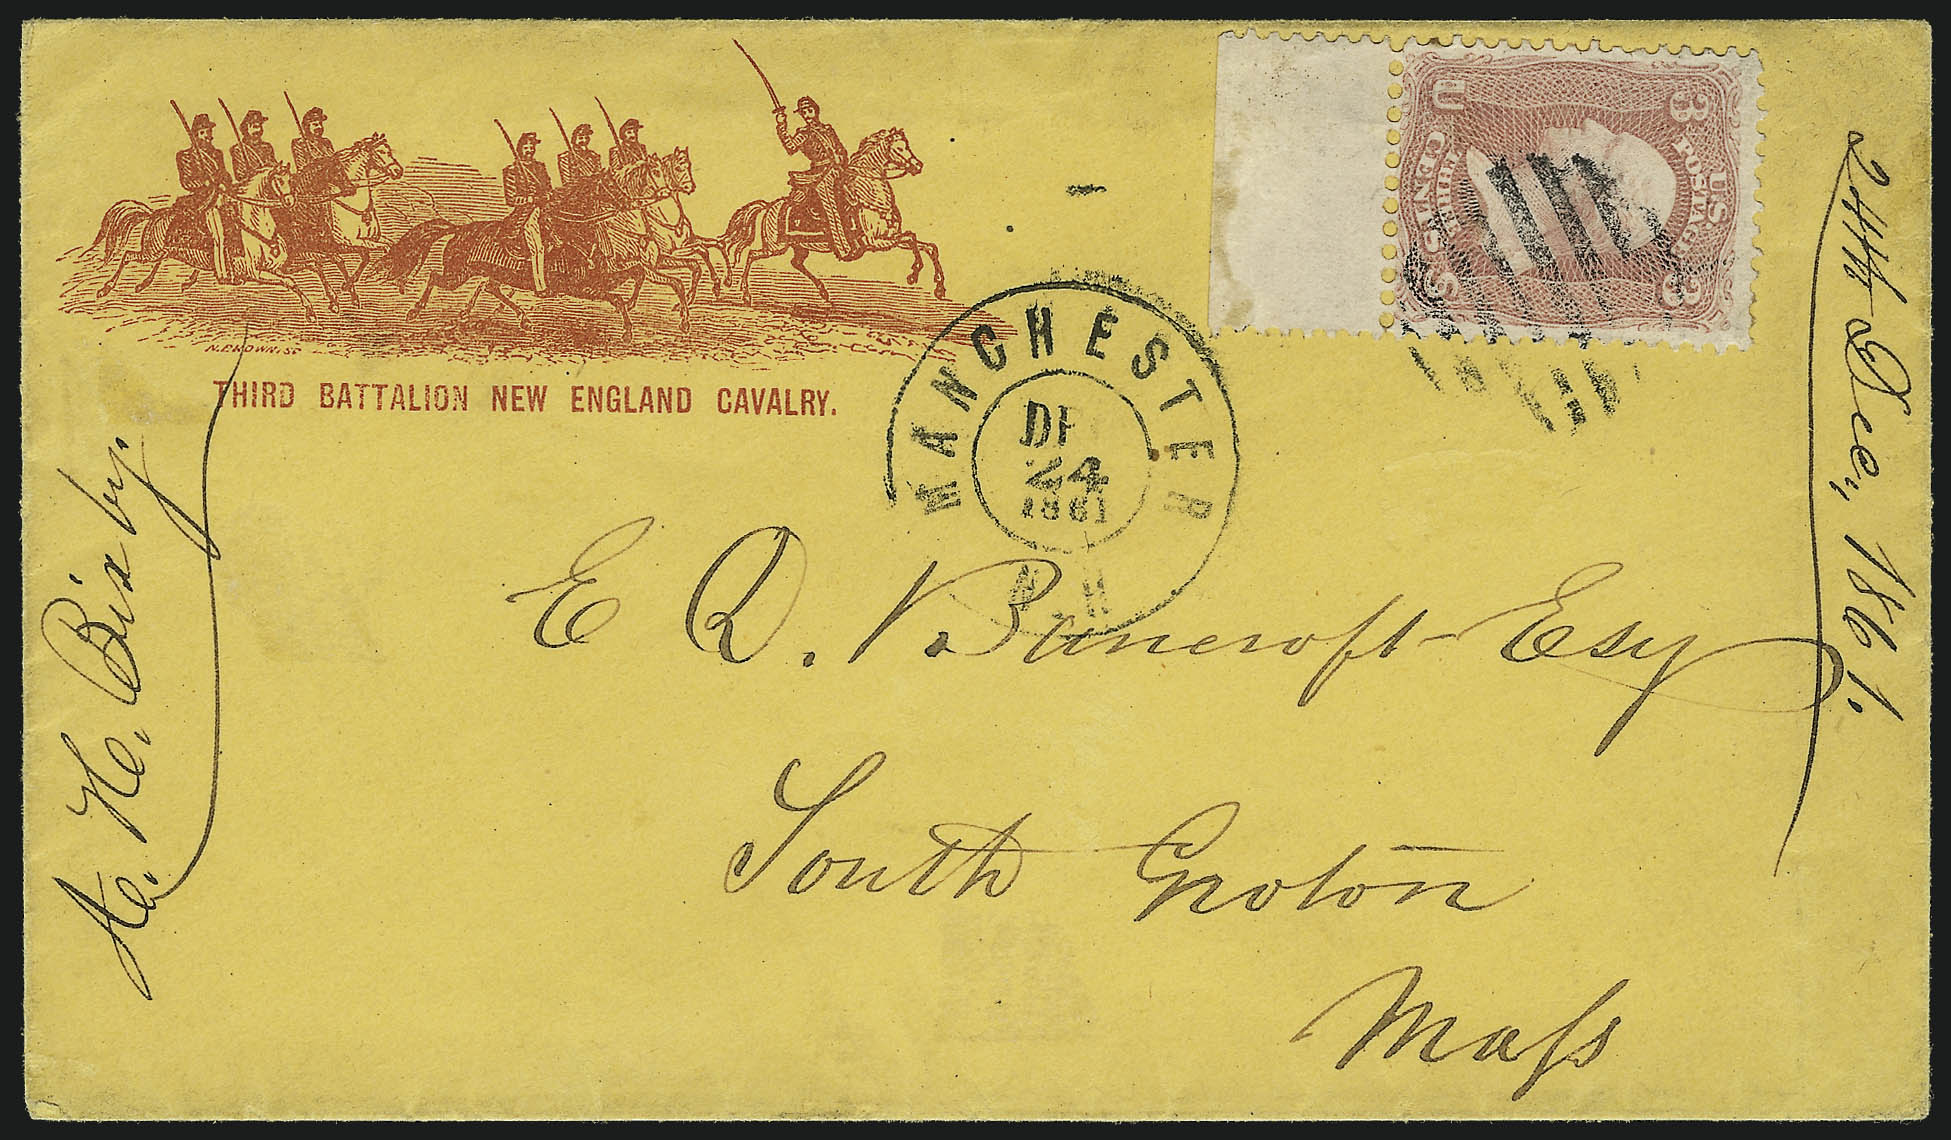 N. BROWN. SC
THIRD BATTALION NEW ENGLAND CAVALRY.
MANCHESTER
DE
24
1861
N. H
U.S. POSTAGE
3 3
THREE CENTS
U S
24th Dec., 1861.
A. H. Bixby.
E Q. V. Bancroft Esq
South Groton
Mass